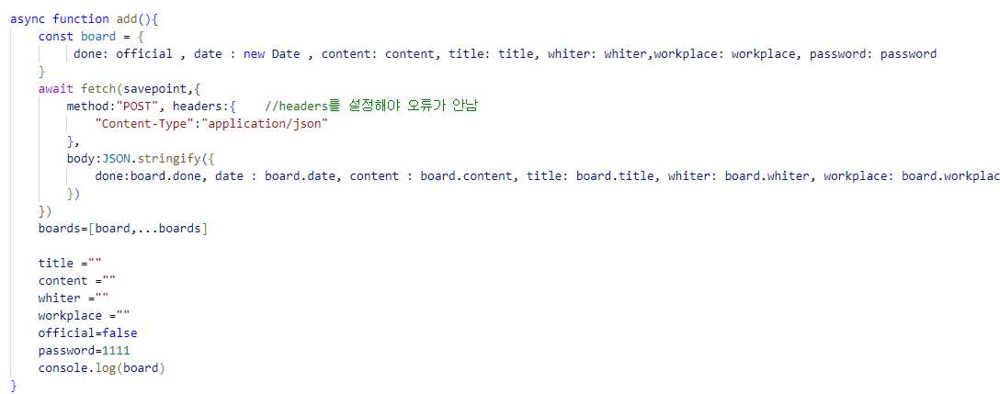 async function add(){
const board = {
done: official , date : new Date , content: content, title: title, whiter: whiter,workplace: workplace, password: password
}
await fetch(savepoint,{
method:"POST", headers:{ //headers를 설정해야 오류가 안남
"Content-Type":"application/json"
},
body:JSON.stringify({
done:board.done, date : board.date, content : board.content, title: board.title, whiter: board.whiter, workplace: board.workplac
})
})
boards=[board,...boards]
title =""
content =""
whiter =""
workplace =""
official=false
password=1111
console.log(board)
}